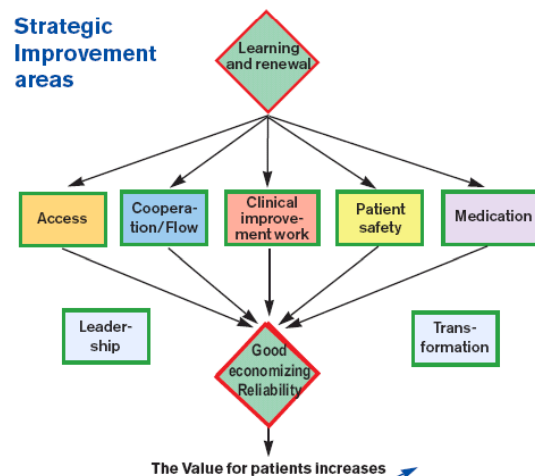 Strategic
Improvement
areas
Learning
and renewal
Access
Coopera-
tion/Flow
Clinical
improve-
ment work
Patient
safety
Medication
Leader-
ship
Trans-
formation
Good
economizing
Reliability
The Value for patients increases